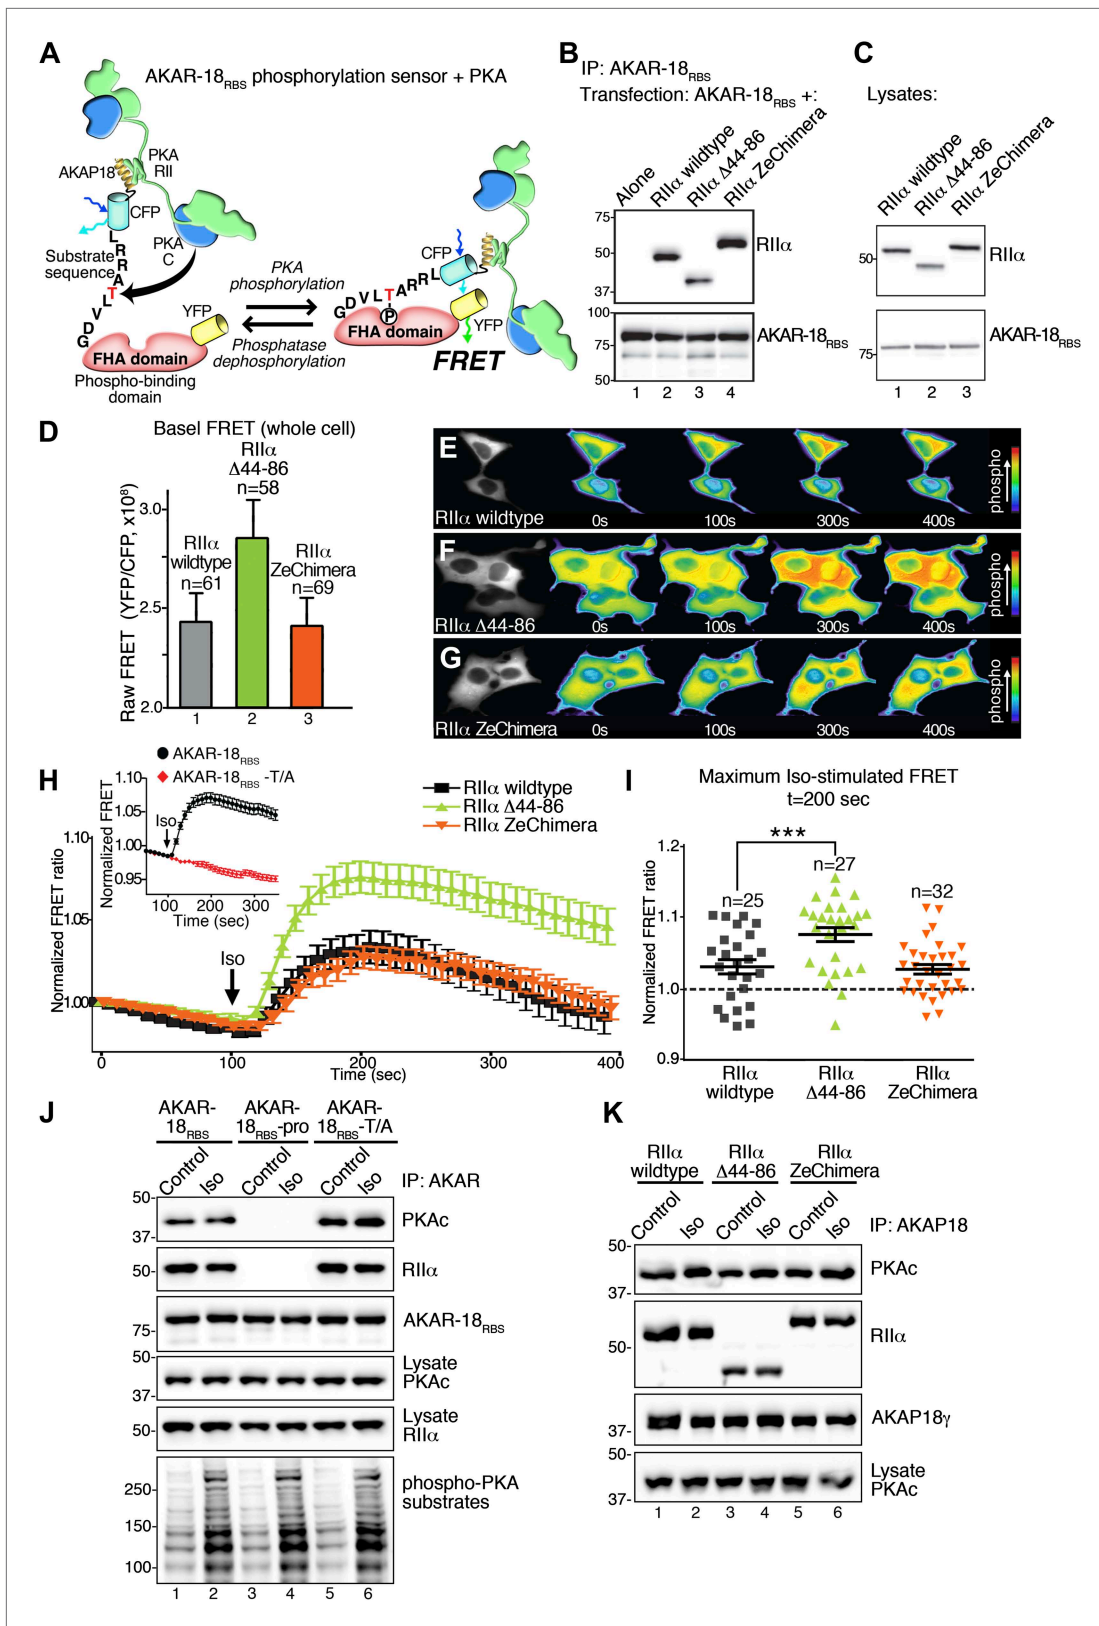 A
AKAR-18RBS phosphorylation sensor + PKA
AKAP18
PKA
RII
CFP
PKA
C
Substrate
sequence
L
R
R
A
T
L
V
D
G
YFP
FHA domain
Phospho-binding
domain
PKA
phosphorylation
Phosphatase
dephosphorylation
CFP
G D V L T A R R L
P
FHA domain
YFP
FRET
B
IP: AKAR-18RBS
Transfection: AKAR-18RBS +:
Alone
RIIα wildtype
RIIα Δ44-86
RIIα ZeChimera
75-
50-
37-
RIIα
100-
75-
50-
AKAR-18RBS
1 2 3 4
C
Lysates:
RIIα wildtype
RIIα Δ44-86
RIIα ZeChimera
50-
RIIα
75-
AKAR-18RBS
1 2 3
D
Basel FRET (whole cell)
RIIα
Δ44-86
n=58
RIIα
wildtype
n=61
RIIα
ZeChimera
n=69
Raw FRET (YFP/CFP, x10⁸)
3.0
2.5
2.0
1 2 3
E
RIIα wildtype
0s 100s 300s 400s
phospho
F
RIIα Δ44-86
0s 100s 300s 400s
phospho
G
RIIα ZeChimera
0s 100s 300s 400s
phospho
H
AKAR-18RBS
AKAR-18RBS-T/A
Normalized FRET
1.10
1.05
1.00
0.95
Iso
0 100 200 300
Time (sec)
RIIα wildtype
RIIα Δ44-86
RIIα ZeChimera
Normalized FRET ratio
1.10
1.05
1.00
Iso
0 100 200 300 400
Time (sec)
I
Maximum Iso-stimulated FRET
t=200 sec
***
n=25
n=27
n=32
Normalized FRET ratio
1.2
1.1
1.0
0.9
RIIα
wildtype
RIIα
Δ44-86
RIIα
ZeChimera
J
AKAR-
18RBS
AKAR-
18RBS-pro
AKAR-
18RBS-T/A
Control
Iso
Control
Iso
Control
Iso
IP: AKAR
50-
37-
PKAc
50-
RIIα
75-
AKAR-18RBS
50-
37-
Lysate
PKAc
50-
Lysate
RIIα
250-
150-
100-
phospho-PKA
substrates
1 2 3 4 5 6
K
RIIα
wildtype
RIIα
Δ44-86
RIIα
ZeChimera
Control
Iso
Control
Iso
Control
Iso
IP: AKAP18
50-
37-
PKAc
50-
RIIα
37-
AKAP18γ
50-
37-
Lysate
PKAc
1 2 3 4 5 6